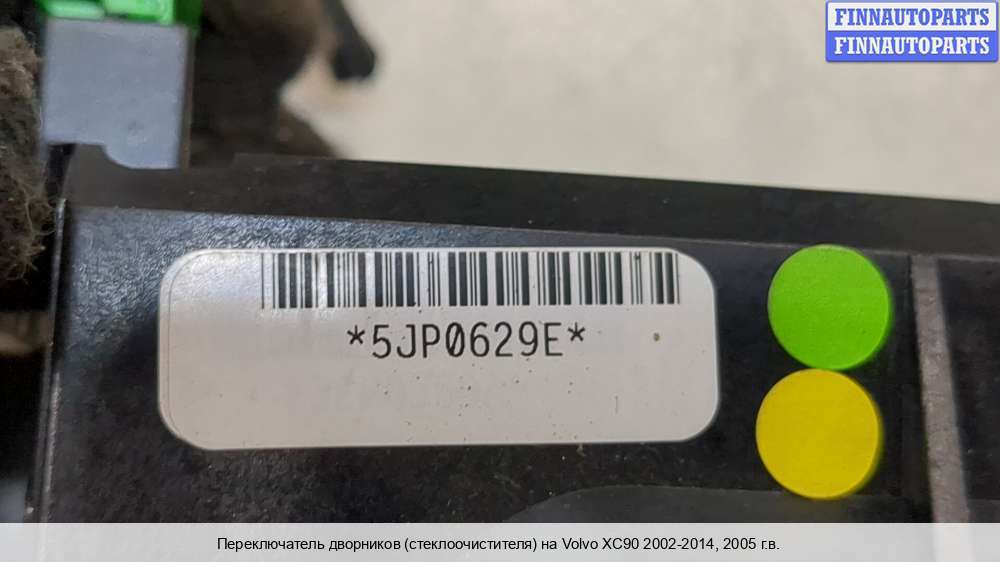 FINNAUTOPARTS
FINNAUTOPARTS
*5JP0629E*
Переключатель дворников (стеклоочистителя) на Volvo XC90 2002-2014, 2005 г.в.